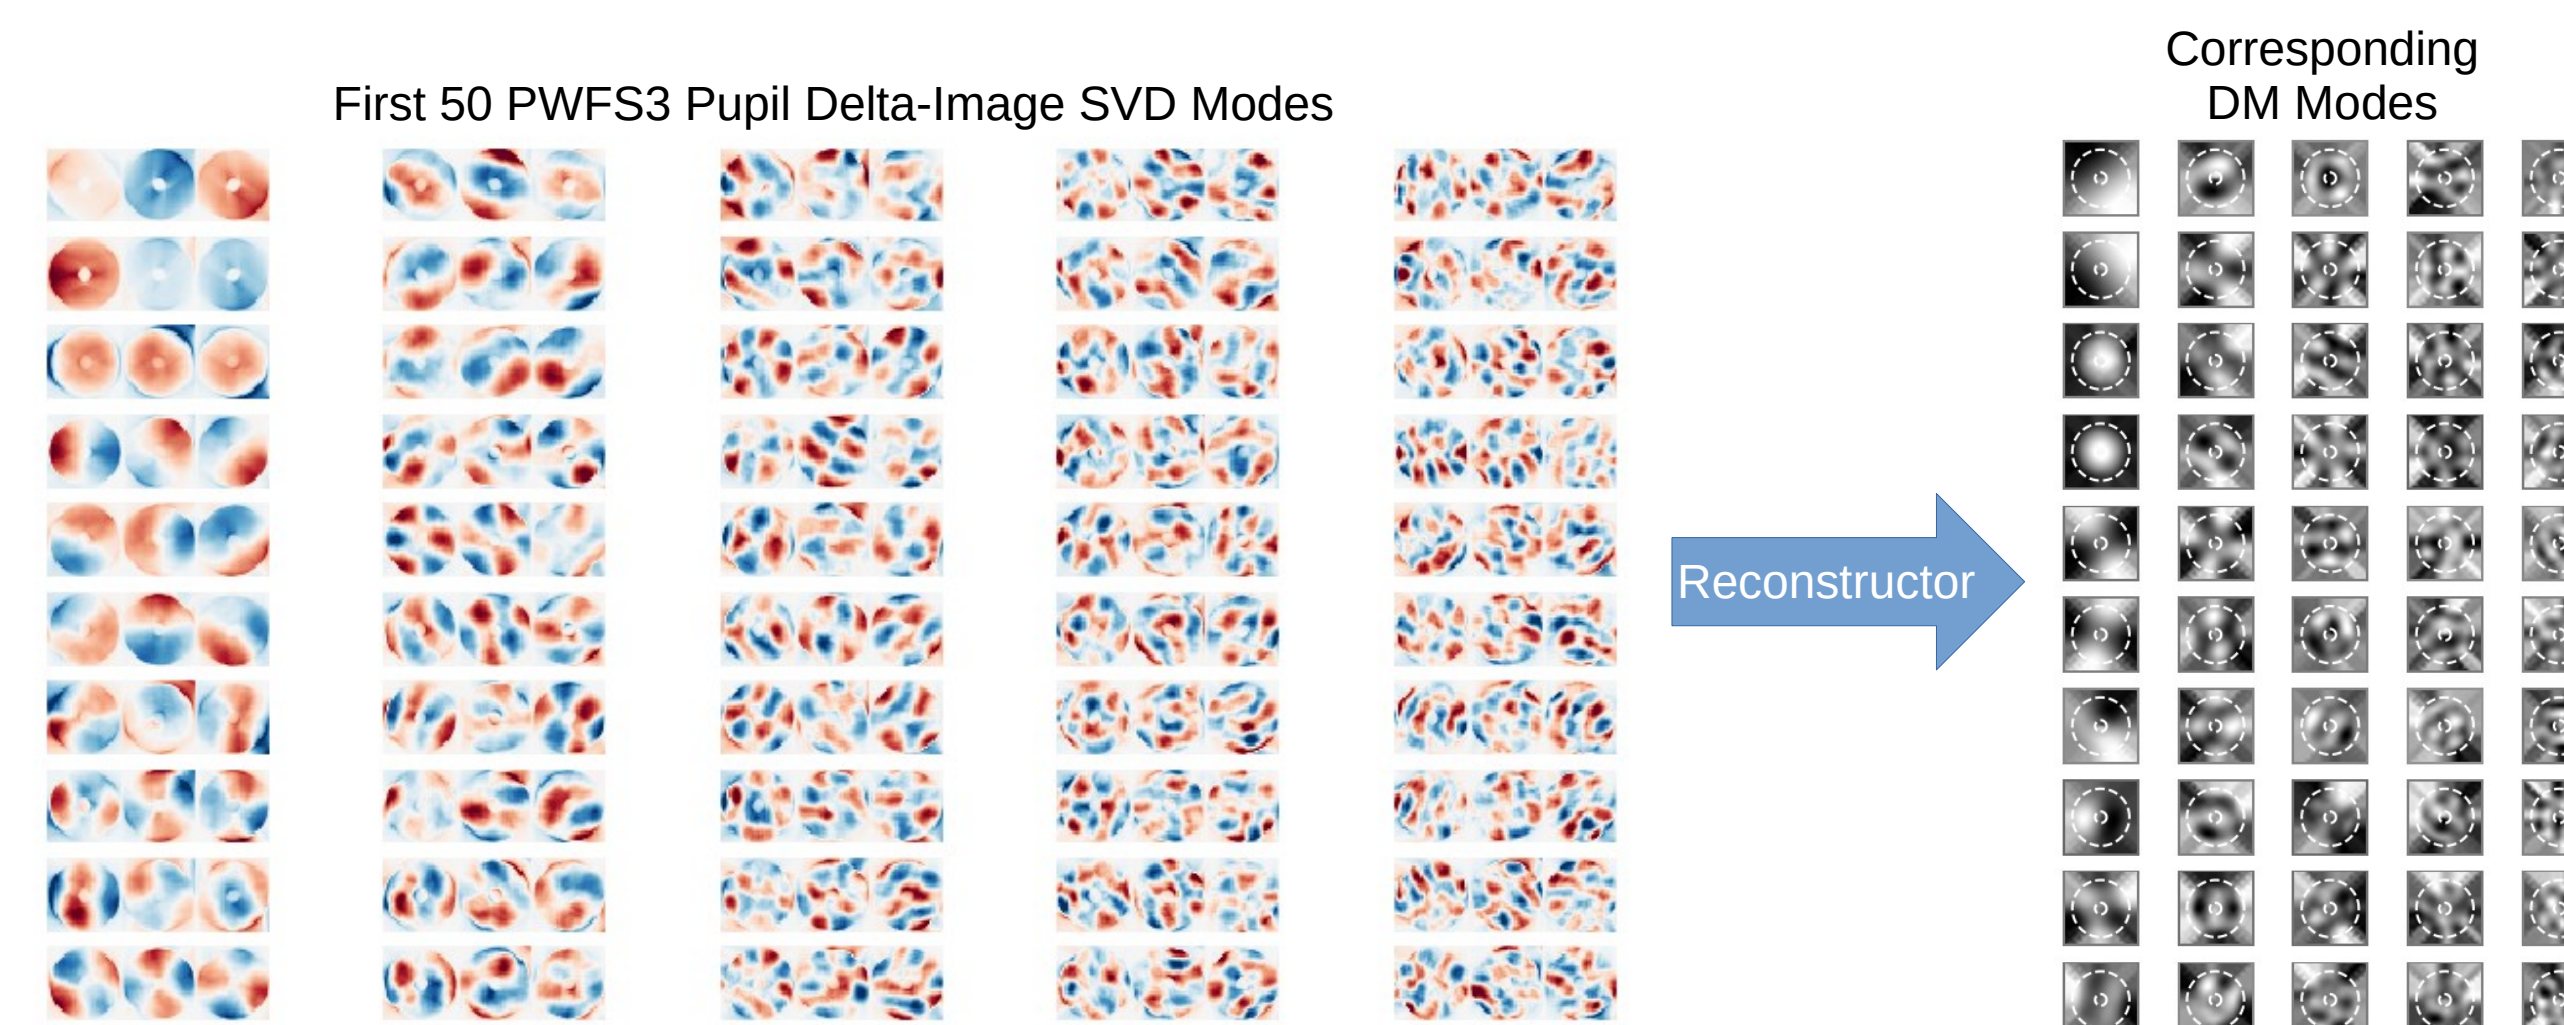 First 50 PWFS3 Pupil Delta-Image SVD Modes
Reconstructor
Corresponding
DM Modes